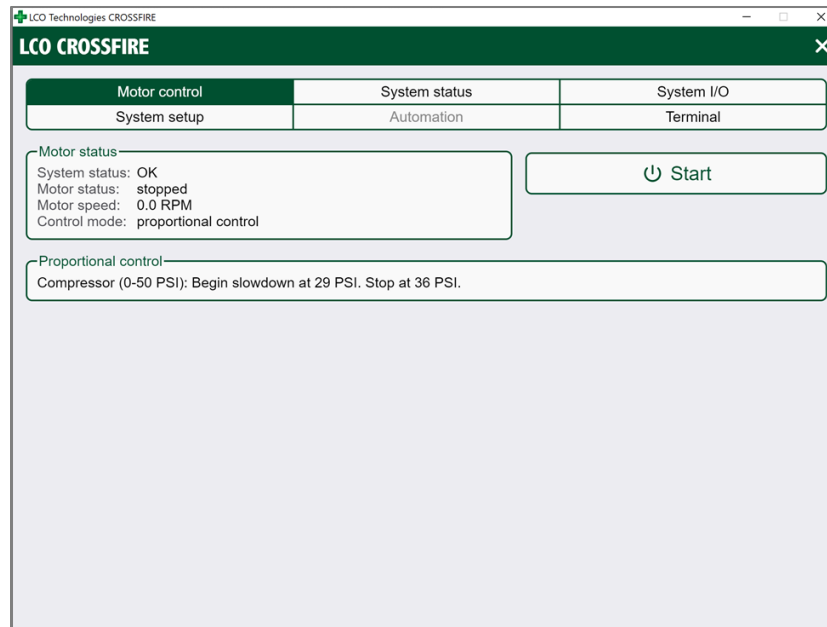 LCO Technologies CROSSFIRE
LCO CROSSFIRE
Motor control
System status
System I/O
System setup
Automation
Terminal
Motor status
System status: OK
Motor status: stopped
Motor speed: 0.0 RPM
Control mode: proportional control
Start
Proportional control
Compressor (0-50 PSI): Begin slowdown at 29 PSI. Stop at 36 PSI.